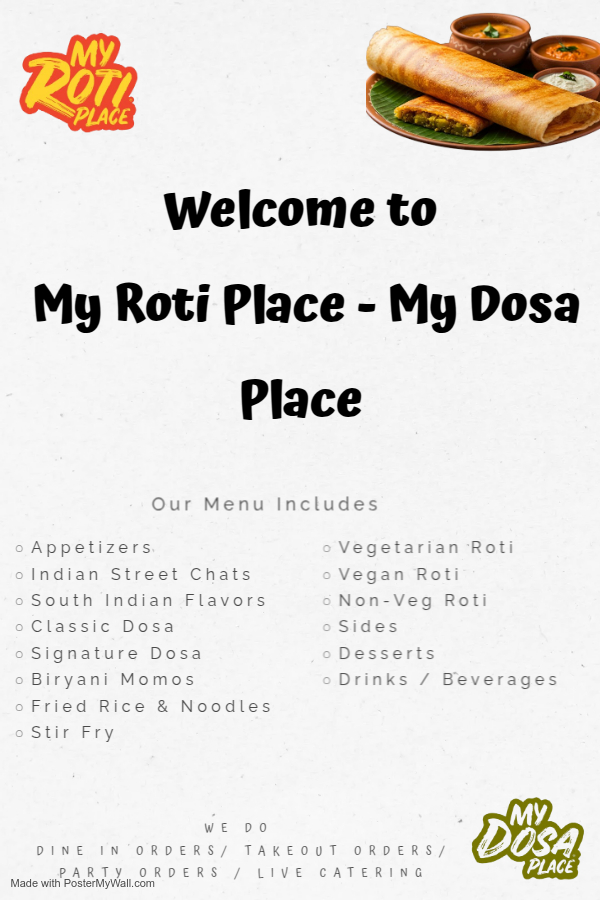 MY
ROTI
PLACE
Welcome to
My Roti Place - My Dosa
Place
Our Menu Includes
○ Appetizers
○ Indian Street Chats
○ South Indian Flavors
○ Classic Dosa
○ Signature Dosa
○ Biryani Momos
○ Fried Rice & Noodles
○ Stir Fry
○ Vegetarian Roti
○ Vegan Roti
○ Non-Veg Roti
○ Sides
○ Desserts
○ Drinks / Beverages
WE DO
DINE IN ORDERS/ TAKEOUT ORDERS/
PARTY ORDERS / LIVE CATERING
MY
DOSA
PLACE
Made with PosterMyWall.com